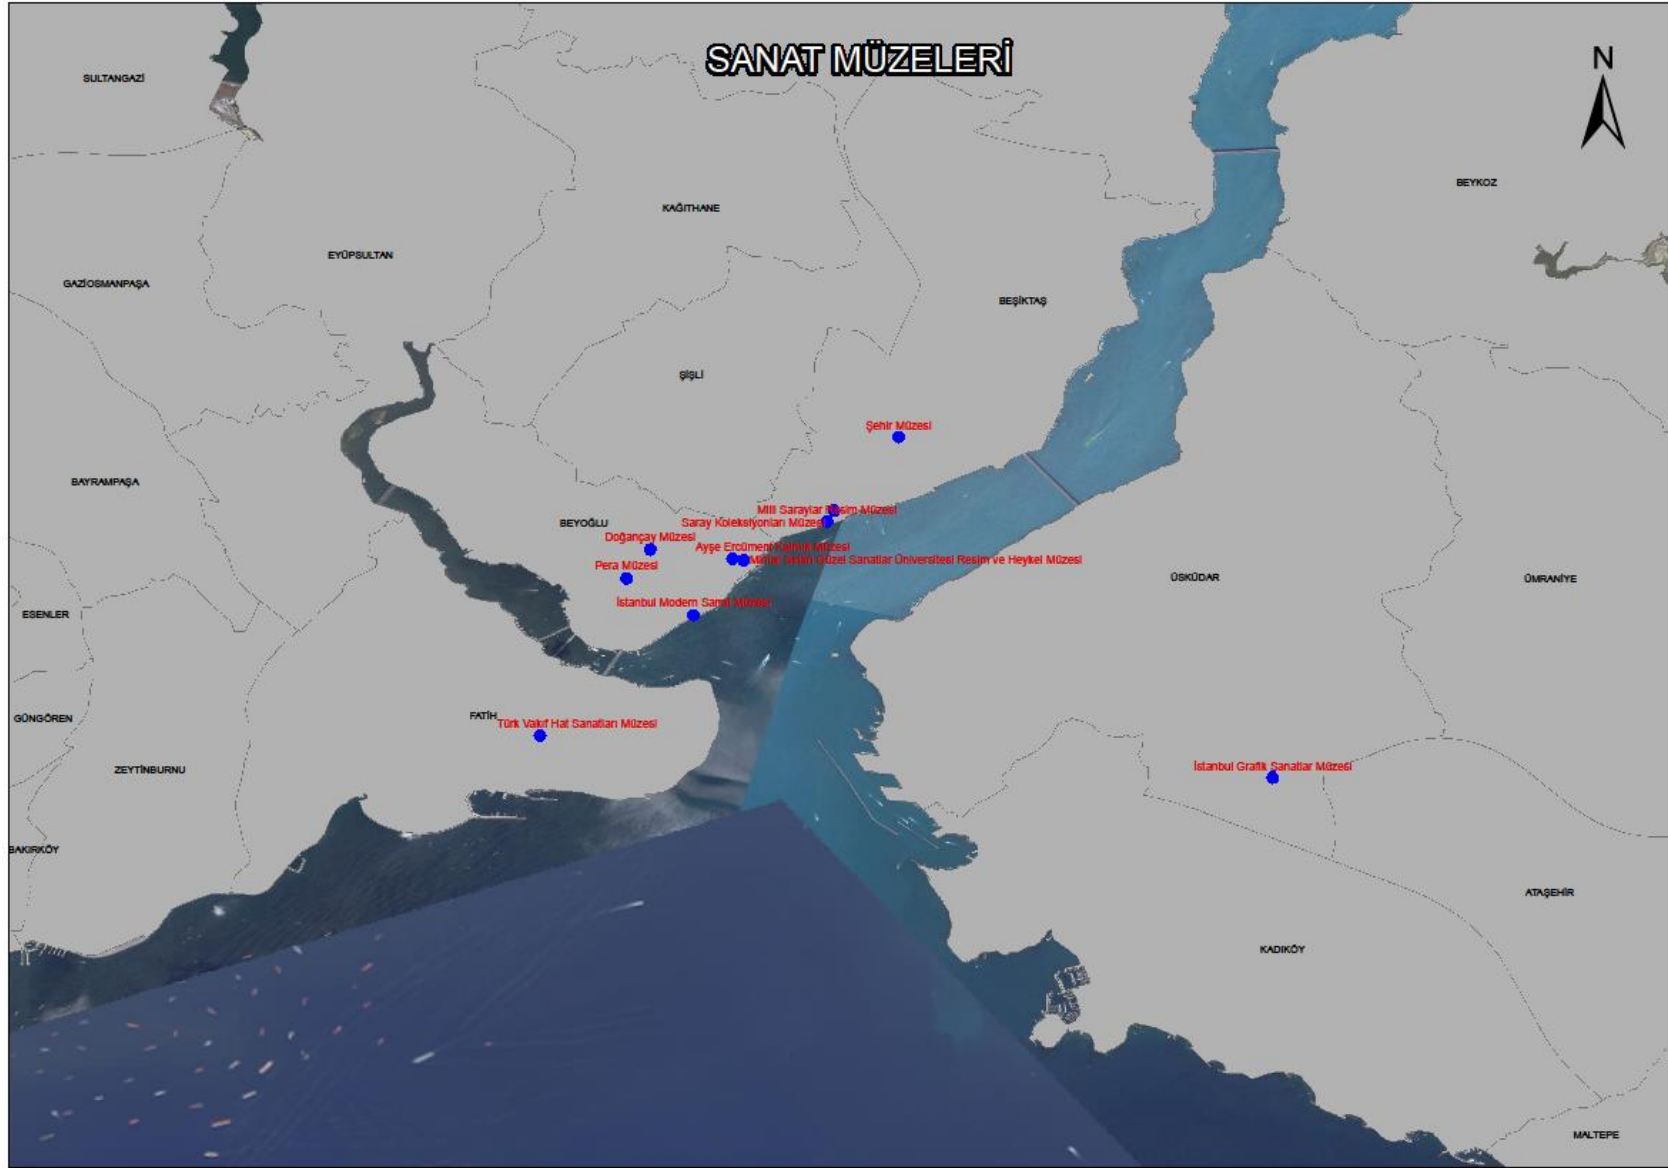 SANAT MÜZELERİ
N
SULTANGAZİ
BEYKOZ
KAĞITHANE
EYÜPSULTAN
GAZİOSMANPAŞA
BEŞİKTAŞ
ŞİŞLİ
Şehir Müzesi
BAYRAMPAŞA
Milli Saraylar Resim Müzesi
BEYOĞLU
Saray Koleksiyonları Müzesi
Doğançay Müzesi
Ayşe Ercüment Kalmık Müzesi
Pera Müzesi
Mimar Sinan Güzel Sanatlar Üniversitesi Resim ve Heykel Müzesi
ÜSKÜDAR
ÜMRANİYE
İstanbul Modern Sanat Müzesi
ESENLER
GÜNGÖREN
FATİH
Türk Vakıf Hat Sanatları Müzesi
ZEYTİNBURNU
İstanbul Grafik Sanatlar Müzesi
BAKIRKÖY
ATAŞEHİR
KADIKÖY
MALTEPE